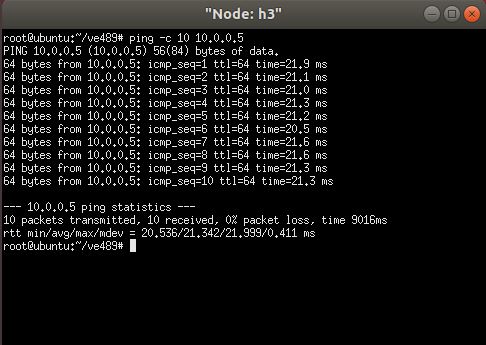 "Node: h3"
root@ubuntu:~/ve489# ping -c 10 10.0.0.5
PING 10.0.0.5 (10.0.0.5) 56(84) bytes of data.
64 bytes from 10.0.0.5: icmp_seq=1 ttl=64 time=21.9 ms
64 bytes from 10.0.0.5: icmp_seq=2 ttl=64 time=21.1 ms
64 bytes from 10.0.0.5: icmp_seq=3 ttl=64 time=21.0 ms
64 bytes from 10.0.0.5: icmp_seq=4 ttl=64 time=21.3 ms
64 bytes from 10.0.0.5: icmp_seq=5 ttl=64 time=21.2 ms
64 bytes from 10.0.0.5: icmp_seq=6 ttl=64 time=20.5 ms
64 bytes from 10.0.0.5: icmp_seq=7 ttl=64 time=21.6 ms
64 bytes from 10.0.0.5: icmp_seq=8 ttl=64 time=21.6 ms
64 bytes from 10.0.0.5: icmp_seq=9 ttl=64 time=21.3 ms
64 bytes from 10.0.0.5: icmp_seq=10 ttl=64 time=21.3 ms
--- 10.0.0.5 ping statistics ---
10 packets transmitted, 10 received, 0% packet loss, time 9016ms
rtt min/avg/max/mdev = 20.536/21.342/21.999/0.411 ms
root@ubuntu:~/ve489#